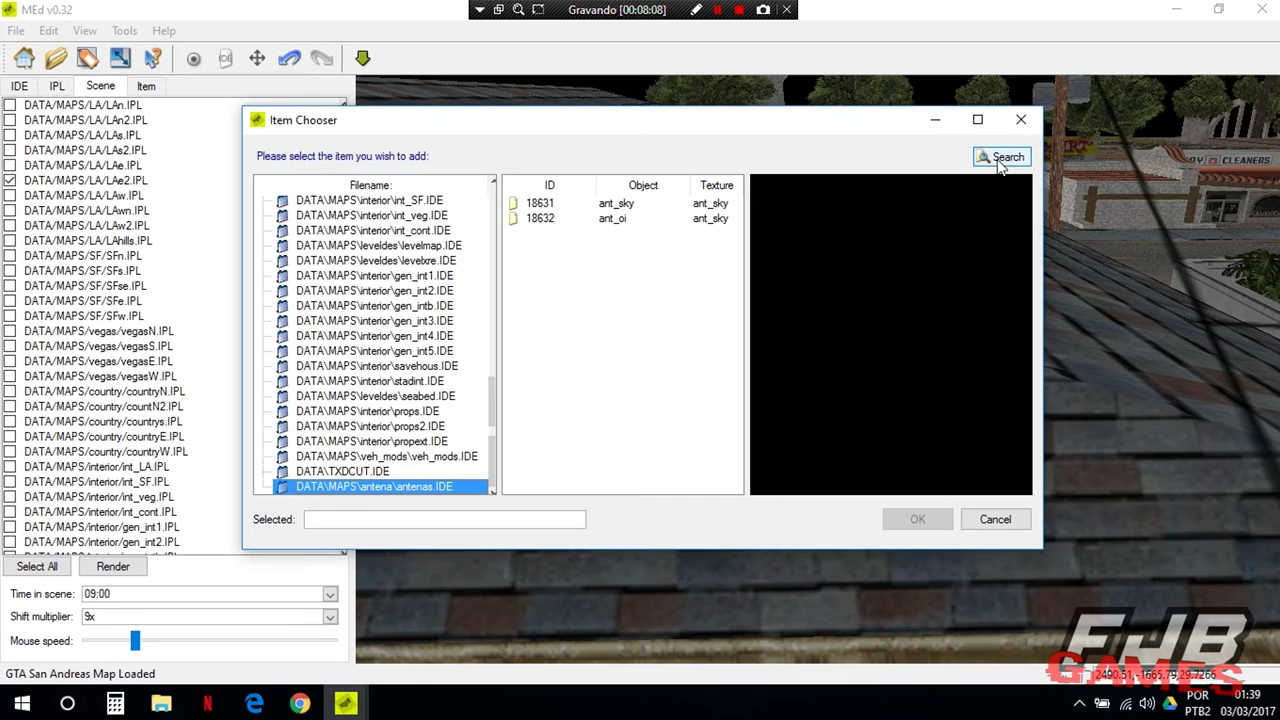 MEd v0.32
Gravando [00:08:08]
File Edit View Tools Help
IDE IPL Scene Item
DATA/MAPS/LA/LAn.IPL
DATA/MAPS/LA/LAn2.IPL
DATA/MAPS/LA/LAs.IPL
DATA/MAPS/LA/LAs2.IPL
DATA/MAPS/LA/LAe.IPL
DATA/MAPS/LA/LAe2.IPL
DATA/MAPS/LA/LAw.IPL
DATA/MAPS/LA/LAwn.IPL
DATA/MAPS/LA/LAw2.IPL
DATA/MAPS/LA/LAhills.IPL
DATA/MAPS/SF/SFn.IPL
DATA/MAPS/SF/SFs.IPL
DATA/MAPS/SF/SFse.IPL
DATA/MAPS/SF/SFe.IPL
DATA/MAPS/SF/SFw.IPL
DATA/MAPS/vegas/vegasN.IPL
DATA/MAPS/vegas/vegasS.IPL
DATA/MAPS/vegas/vegasE.IPL
DATA/MAPS/vegas/vegasW.IPL
DATA/MAPS/country/countryN.IPL
DATA/MAPS/country/countN2.IPL
DATA/MAPS/country/countrys.IPL
DATA/MAPS/country/countryE.IPL
DATA/MAPS/country/countryW.IPL
DATA/MAPS/interior/int_LA.IPL
DATA/MAPS/interior/int_SF.IPL
DATA/MAPS/interior/int_veg.IPL
DATA/MAPS/interior/int_cont.IPL
DATA/MAPS/interior/gen_int1.IPL
DATA/MAPS/interior/gen_int2.IPL
Select All Render
Time in scene: 09:00
Shift multiplier: 9x
Mouse speed:
GTA San Andreas Map Loaded
Item Chooser
Please select the item you wish to add:
Search
Filename:
DATA\MAPS\interior\int_SF.IDE
DATA\MAPS\interior\int_veg.IDE
DATA\MAPS\interior\int_cont.IDE
DATA\MAPS\leveldes\levelmap.IDE
DATA\MAPS\leveldes\levelxre.IDE
DATA\MAPS\interior\gen_int1.IDE
DATA\MAPS\interior\gen_int2.IDE
DATA\MAPS\interior\gen_intb.IDE
DATA\MAPS\interior\gen_int3.IDE
DATA\MAPS\interior\gen_int4.IDE
DATA\MAPS\interior\gen_int5.IDE
DATA\MAPS\interior\savehous.IDE
DATA\MAPS\interior\stadint.IDE
DATA\MAPS\leveldes\seabed.IDE
DATA\MAPS\interior\props.IDE
DATA\MAPS\interior\props2.IDE
DATA\MAPS\interior\propext.IDE
DATA\MAPS\veh_mods\veh_mods.IDE
DATA\TXDCUT.IDE
DATA\MAPS\antena\antenas.IDE
ID Object Texture
18631 ant_sky ant_sky
18632 ant_oi ant_sky
Selected:
OK Cancel
CLEANERS
FJB
GAMES
2490.51, -1665.79,29.7266
POR
PTB2
01:39
03/03/2017